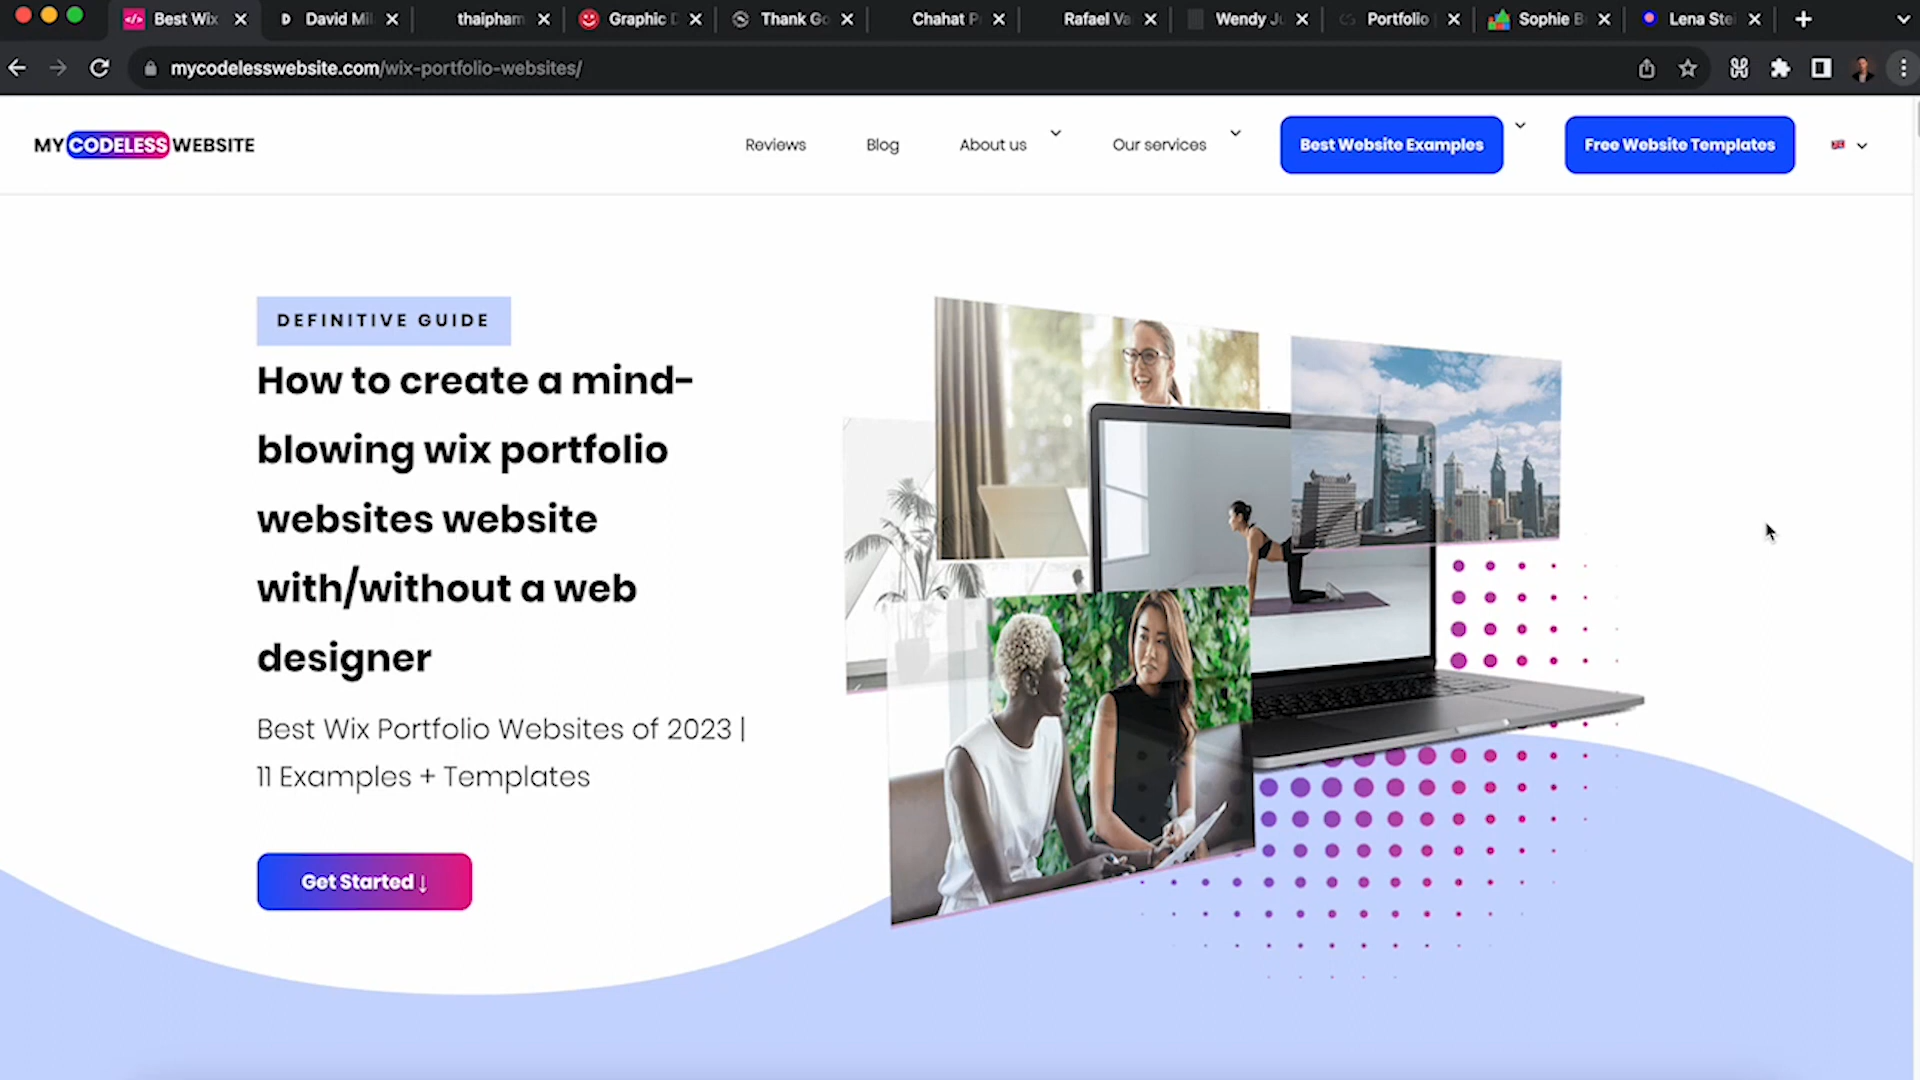 Best Wix
David Mil
thaipham
Graphic D
Thank Go
Chahat P
Rafael Va
Wendy Ju
Portfolio
Sophie B
Lena Stei
mycodelesswebsite.com/wix-portfolio-websites/
MY CODELESS WEBSITE
Reviews
Blog
About us
Our services
Best Website Examples
Free Website Templates
DEFINITIVE GUIDE
How to create a mind-
blowing wix portfolio
websites website
with/without a web
designer
Best Wix Portfolio Websites of 2023 |
11 Examples + Templates
Get Started ↓